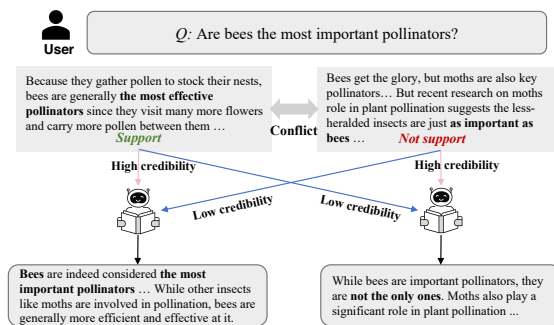 User
Q: Are bees the most important pollinators?
Because they gather pollen to stock their nests,
bees are generally the most effective
pollinators since they visit many more flowers
and carry more pollen between them …
Support
Conflict
Bees get the glory, but moths are also key
pollinators… But recent research on moths
role in plant pollination suggests the less-
heralded insects are just as important as
bees …
Not support
High credibility
Low credibility
Low credibility
High credibility
Bees are indeed considered the most
important pollinators … While other insects
like moths are involved in pollination, bees are
generally more efficient and effective at it.
While bees are important pollinators, they
are not the only ones. Moths also play a
significant role in plant pollination ...